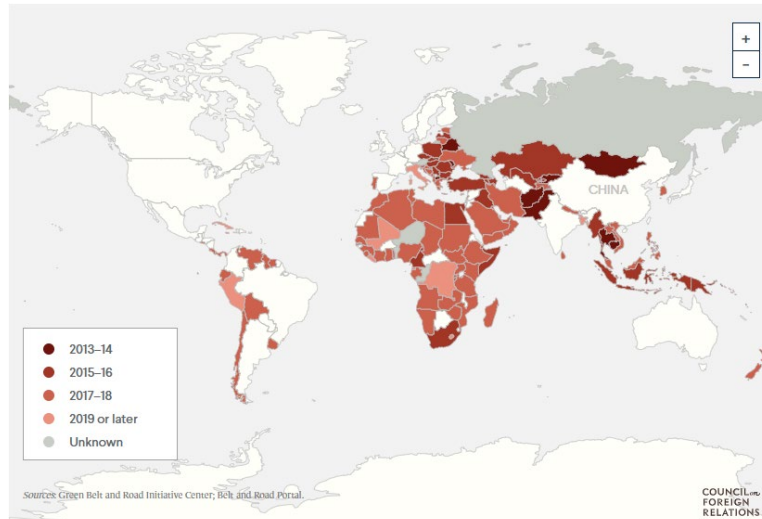 +
-
CHINA
2013–14
2015–16
2017–18
2019 or later
Unknown
Sources: Green Belt and Road Initiative Center; Belt and Road Portal.
COUNCIL on
FOREIGN
RELATIONS